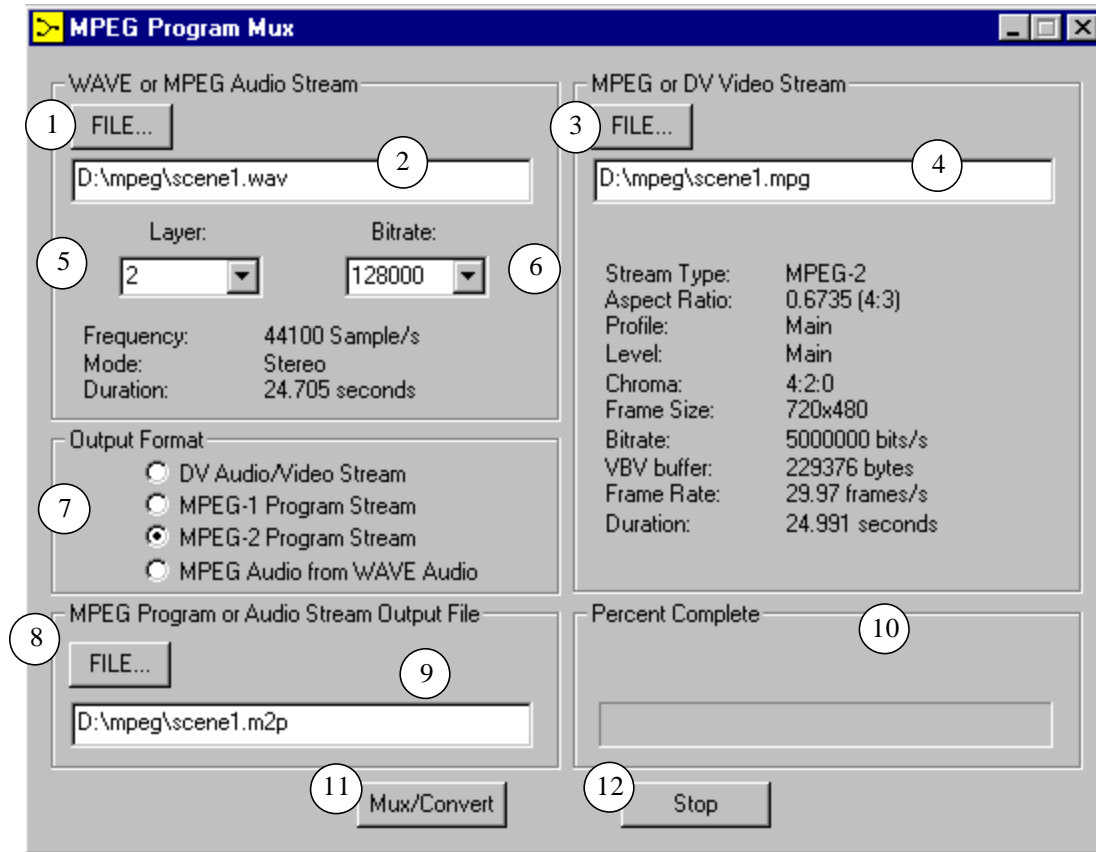 MPEG Program Mux
WAVE or MPEG Audio Stream
1
FILE...
2
D:\mpeg\scene1.wav
Layer:
Bitrate:
5
2
128000
6
Frequency: 44100 Sample/s
Mode: Stereo
Duration: 24.705 seconds
MPEG or DV Video Stream
3
FILE...
4
D:\mpeg\scene1.mpg
Stream Type: MPEG-2
Aspect Ratio: 0.6735 (4:3)
Profile: Main
Level: Main
Chroma: 4:2:0
Frame Size: 720x480
Bitrate: 5000000 bits/s
VBV buffer: 229376 bytes
Frame Rate: 29.97 frames/s
Duration: 24.991 seconds
Output Format
7
DV Audio/Video Stream
MPEG-1 Program Stream
MPEG-2 Program Stream
MPEG Audio from WAVE Audio
MPEG Program or Audio Stream Output File
8
FILE...
9
D:\mpeg\scene1.m2p
Percent Complete
10
11
Mux/Convert
12
Stop